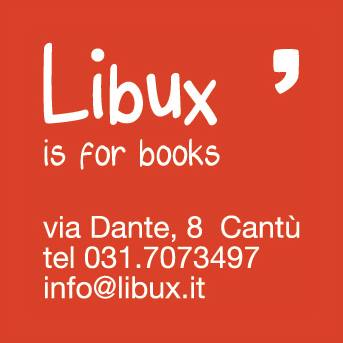 Libux ,
is for books
via Dante, 8 Cantù
tel 031.7073497
info@libux.it